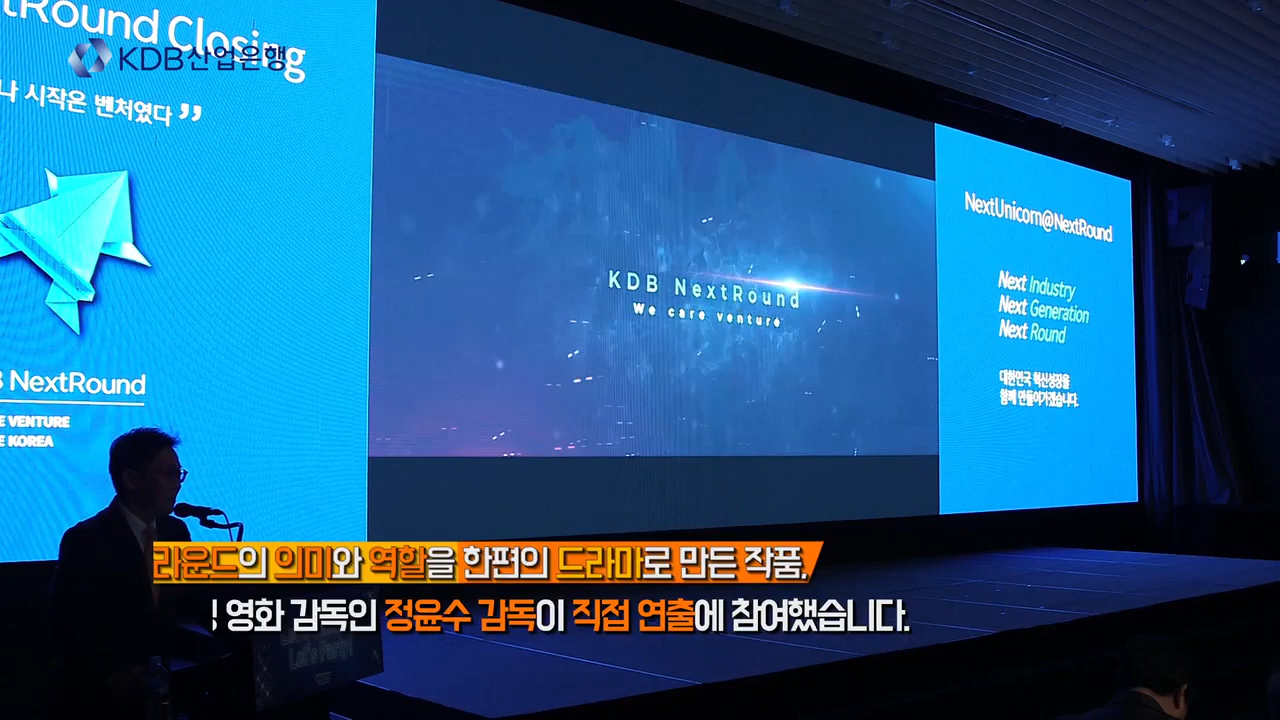 tRound Closing
KDB산업은행
나 시작은 벤처였다 ”
NextRound
E VENTURE
E KOREA
KDB NextRound
We care venture
NextUnicorn@NextRound
Next Industry
Next Generation
Next Round
대한민국 혁신성장을
함께 만들어가겠습니다.
라운드의 의미와 역할을 한편의 드라마로 만든 작품,
영화 감독인 정윤수 감독이 직접 연출에 참여했습니다.
Let's Party!